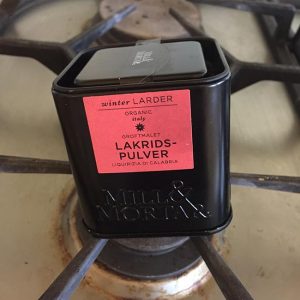 winter LARDER
ORGANIC
italy
GROFTMALET
LAKRIDS-
PULVER
LIQUIRIZIA DI CALABRIA
MILL&
MORTAR